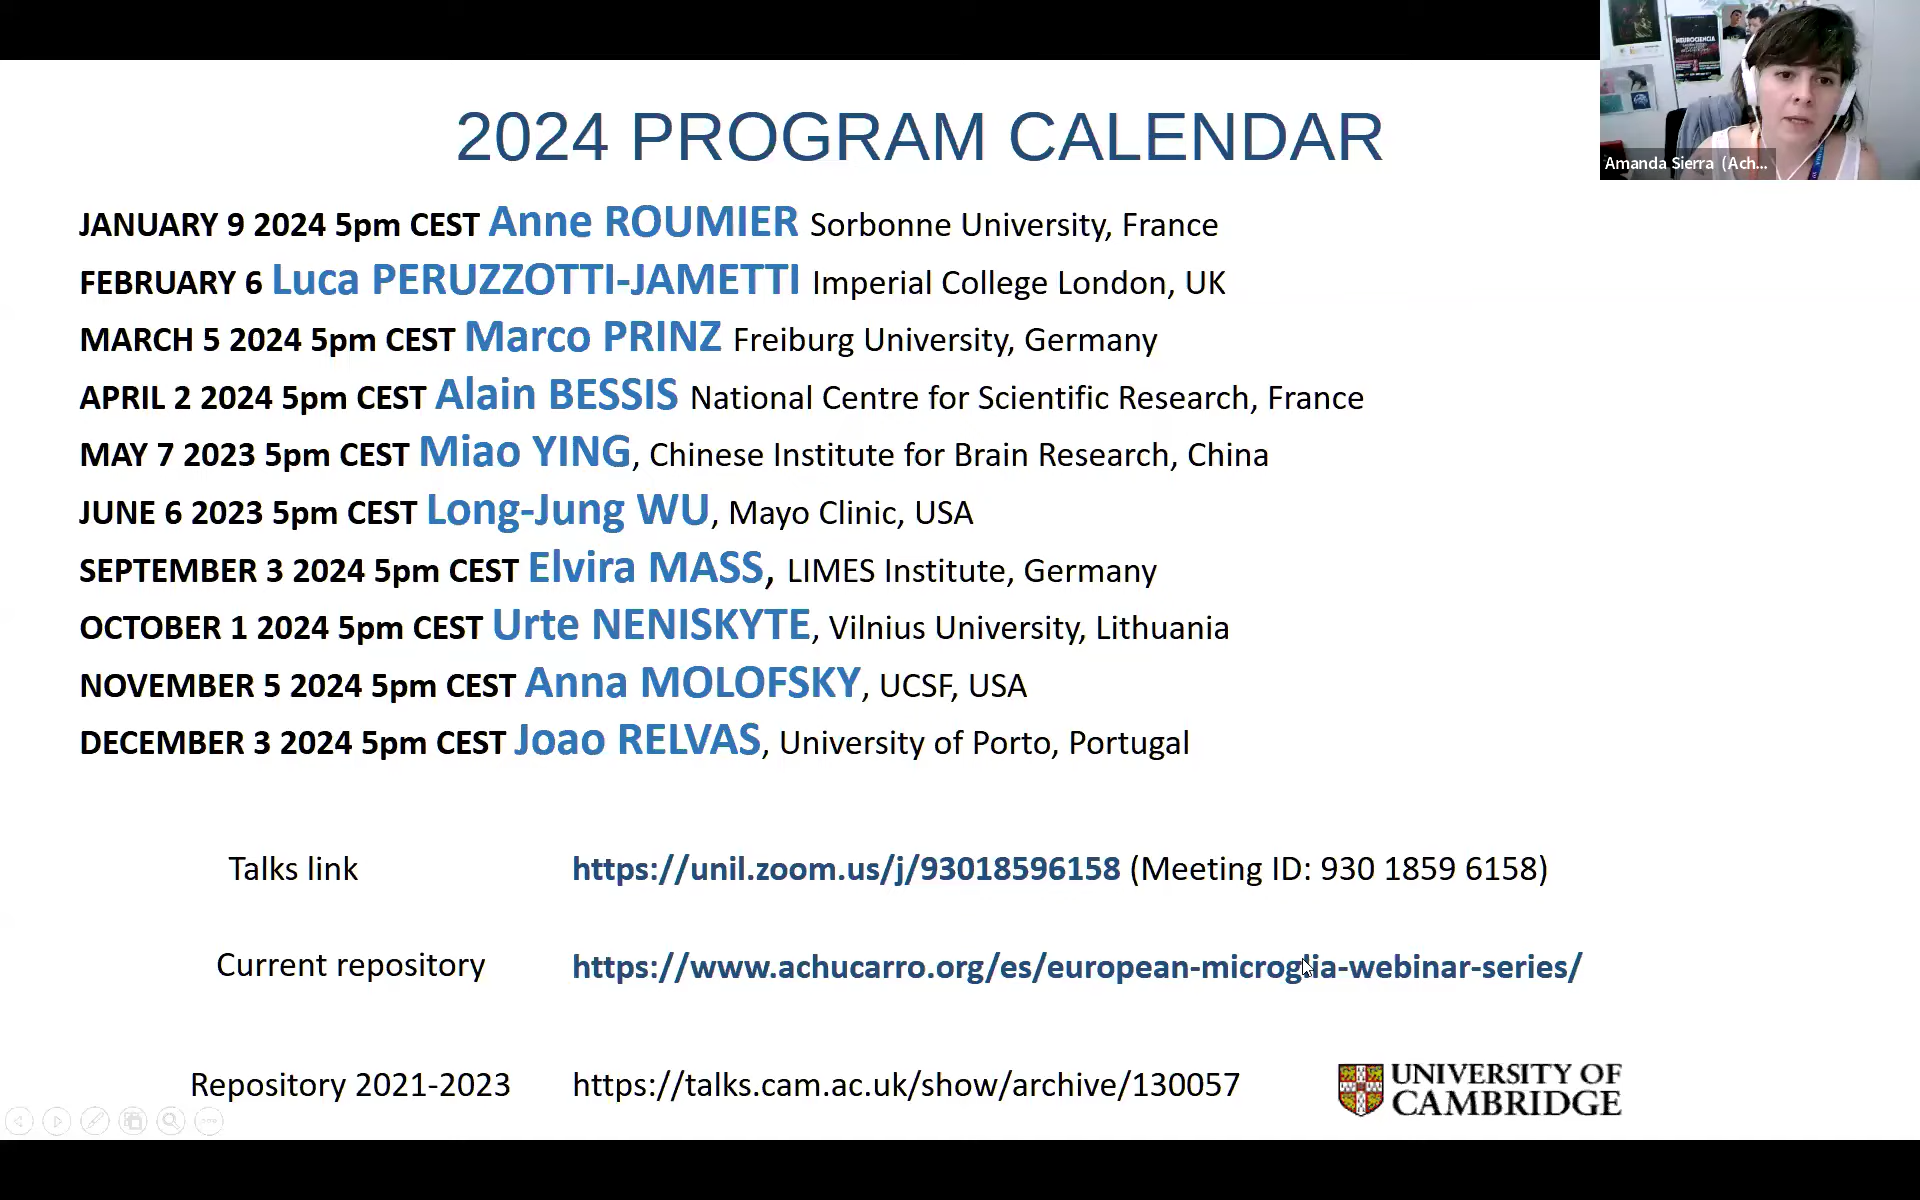 2024 PROGRAM CALENDAR
Amanda Sierra (Ach...
NEUROCIENCIA
JANUARY 9 2024 5pm CEST Anne ROUMIER Sorbonne University, France
FEBRUARY 6 Luca PERUZZOTTI-JAMETTI Imperial College London, UK
MARCH 5 2024 5pm CEST Marco PRINZ Freiburg University, Germany
APRIL 2 2024 5pm CEST Alain BESSIS National Centre for Scientific Research, France
MAY 7 2023 5pm CEST Miao YING, Chinese Institute for Brain Research, China
JUNE 6 2023 5pm CEST Long-Jung WU, Mayo Clinic, USA
SEPTEMBER 3 2024 5pm CEST Elvira MASS, LIMES Institute, Germany
OCTOBER 1 2024 5pm CEST Urte NENISKYTE, Vilnius University, Lithuania
NOVEMBER 5 2024 5pm CEST Anna MOLOFSKY, UCSF, USA
DECEMBER 3 2024 5pm CEST Joao RELVAS, University of Porto, Portugal
Talks link https://unil.zoom.us/j/93018596158 (Meeting ID: 930 1859 6158)
Current repository https://www.achucarro.org/es/european-microglia-webinar-series/
Repository 2021-2023 https://talks.cam.ac.uk/show/archive/130057
UNIVERSITY OF
CAMBRIDGE